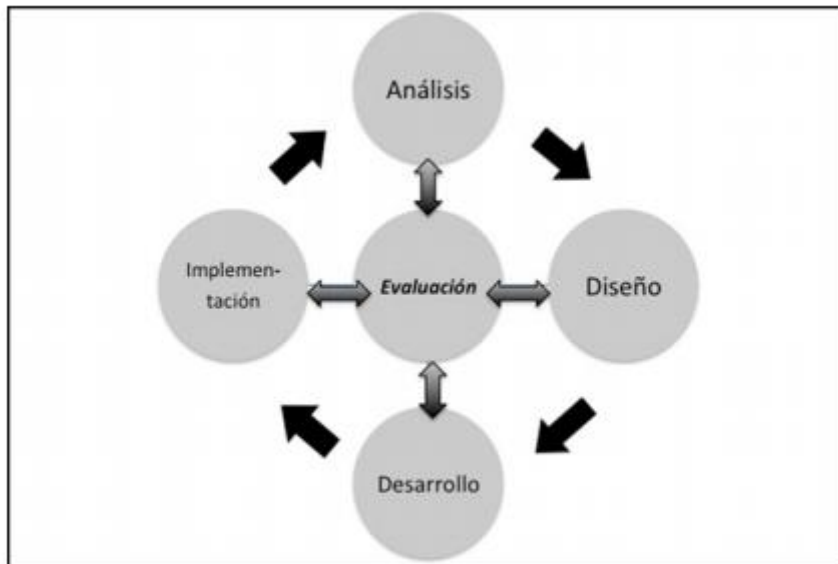 Análisis
Implemen-
tación
Evaluación
Diseño
Desarrollo